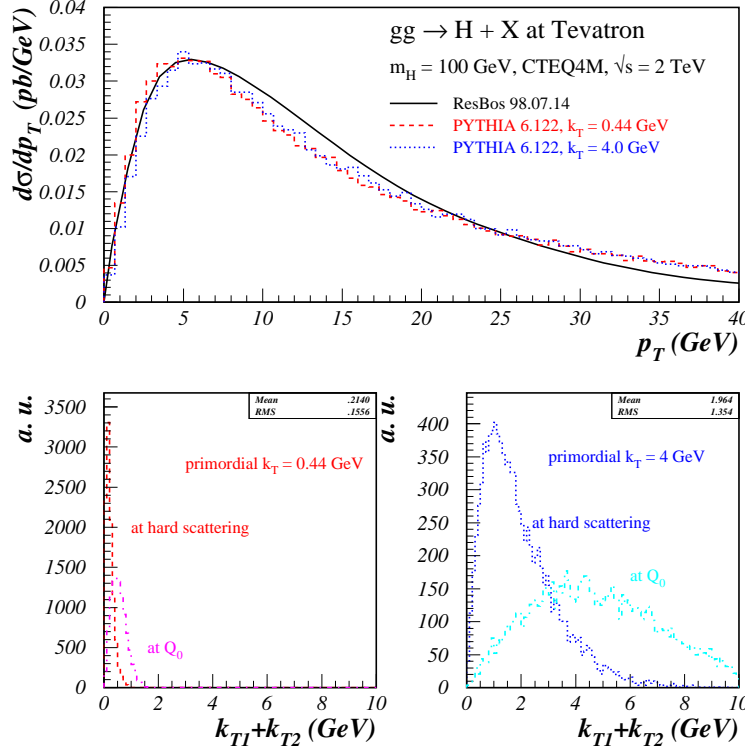 dσ/dp_T (pb/GeV)
0.04
0.035
0.03
0.025
0.02
0.015
0.01
0.005
0
gg → H + X at Tevatron
m_H = 100 GeV, CTEQ4M, √s = 2 TeV
ResBos 98.07.14
PYTHIA 6.122, k_T = 0.44 GeV
PYTHIA 6.122, k_T = 4.0 GeV
0 5 10 15 20 25 30 35 40
p_T (GeV)
a. u.
3500
3000
2500
2000
1500
1000
500
0
Mean .2140
RMS .1556
primordial k_T = 0.44 GeV
at hard scattering
at Q_0
0 2 4 6 8 10
k_T1+k_T2 (GeV)
a. u.
400
350
300
250
200
150
100
50
0
Mean 1.964
RMS 1.354
primordial k_T = 4 GeV
at hard scattering
at Q_0
0 2 4 6 8 10
k_T1+k_T2 (GeV)